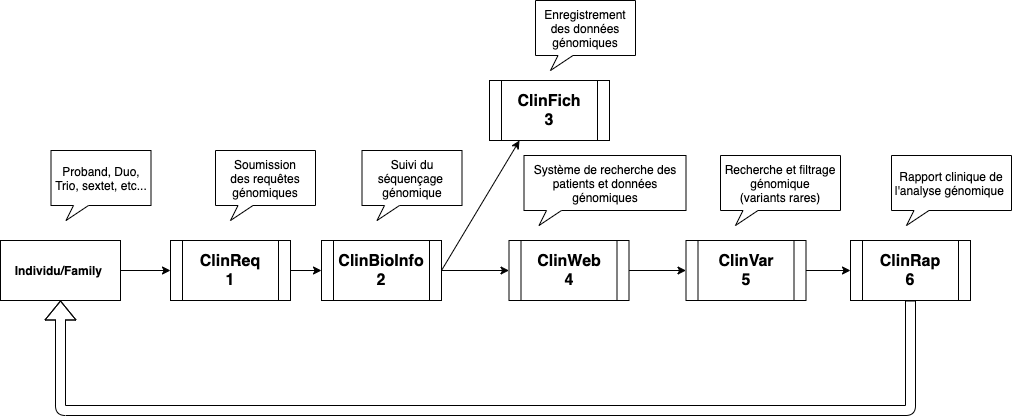 Enregistrement
des données
génomiques
ClinFich
3
Proband, Duo,
Trio, sextet, etc...
Soumission
des requêtes
génomiques
Suivi du
séquençage
génomique
Système de recherche des
patients et données
génomiques
Recherche et filtrage
génomique
(variants rares)
Rapport clinique de
l'analyse génomique
Individu/Family
ClinReq
1
ClinBioInfo
2
ClinWeb
4
ClinVar
5
ClinRap
6